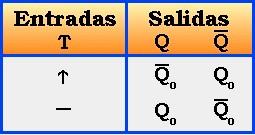 Entradas Salidas
T Q Q̅
↑ Q̅₀ Q₀
— Q₀ Q̅₀